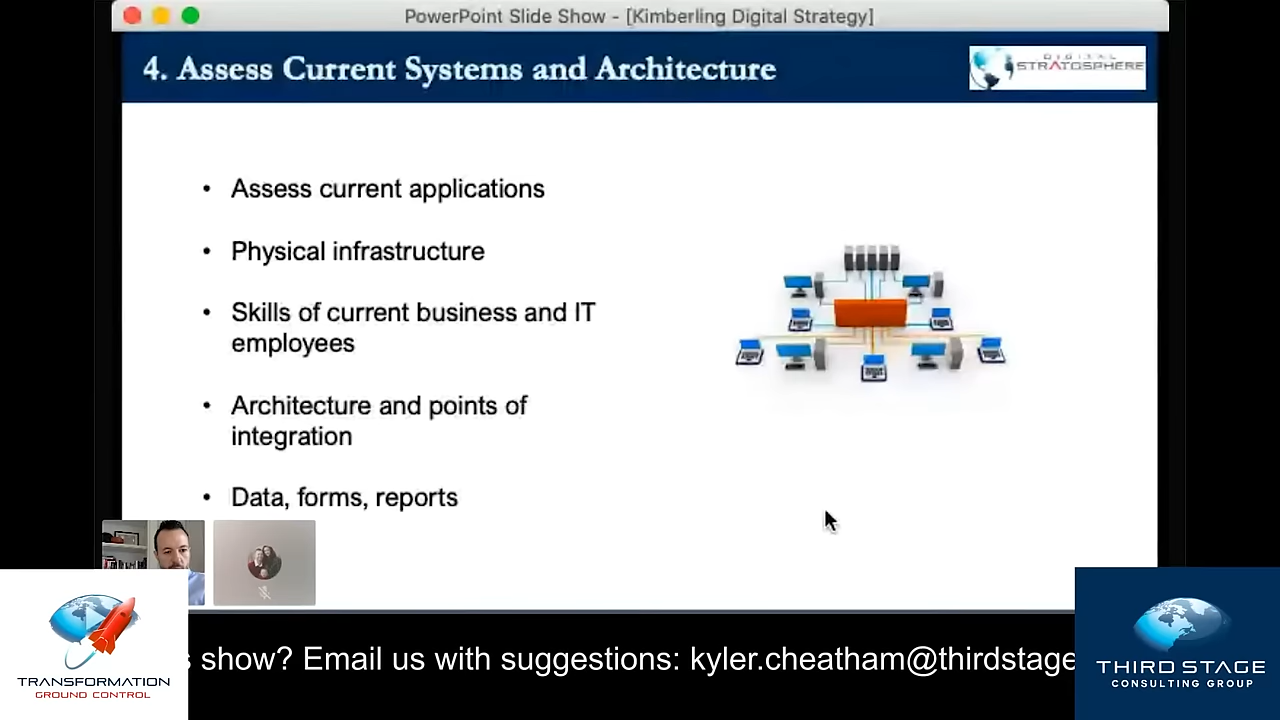 PowerPoint Slide Show - [Kimberling Digital Strategy]
4. Assess Current Systems and Architecture
DIGITAL
STRATOSPHERE
• Assess current applications
• Physical infrastructure
• Skills of current business and IT
employees
• Architecture and points of
integration
• Data, forms, reports
s show? Email us with suggestions: kyler.cheatham@thirdstage
TRANSFORMATION
GROUND CONTROL
THIRD STAGE
CONSULTING GROUP